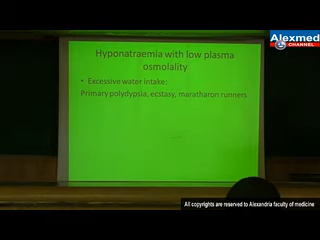 Alexmed
CHANNEL
Hyponatraemia with low plasma
osmolality
• Excessive water intake:
Primary polydypsia, ecstasy, maratharon runners
All copyrights are reserved to Alexandria faculty of medicine